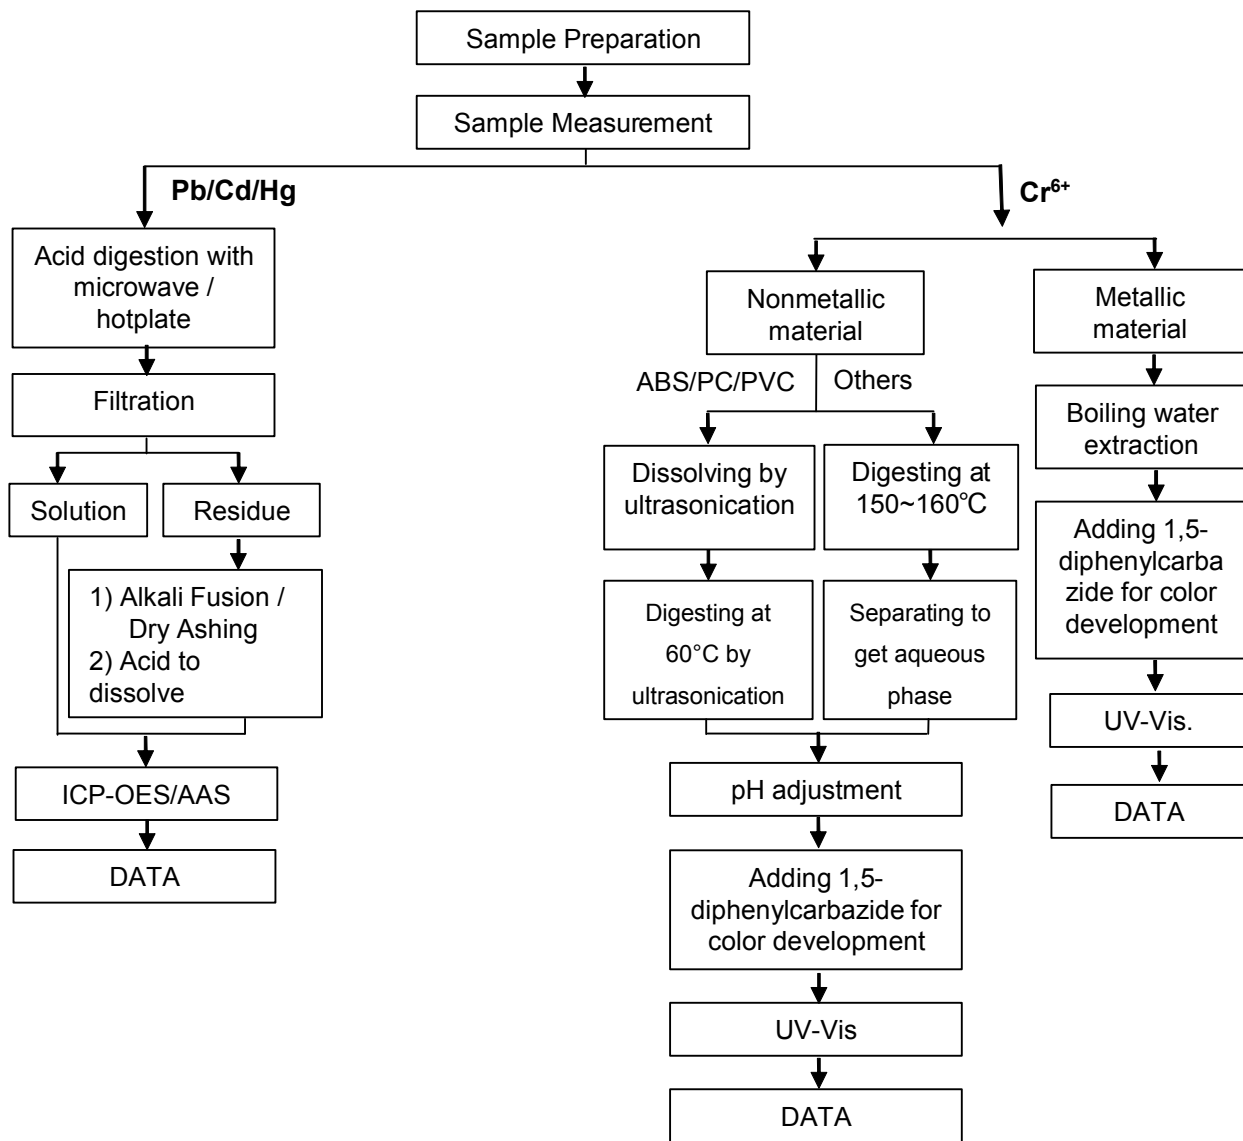 Sample Preparation
Sample Measurement
Pb/Cd/Hg
Cr⁶⁺
Acid digestion with
microwave /
hotplate
Filtration
Solution
Residue
1) Alkali Fusion /
Dry Ashing
2) Acid to
dissolve
ICP-OES/AAS
DATA
Nonmetallic
material
ABS/PC/PVC
Others
Dissolving by
ultrasonication
Digesting at
150~160℃
Digesting at
60°C by
ultrasonication
Separating to
get aqueous
phase
pH adjustment
Adding 1,5-
diphenylcarbazide for
color development
UV-Vis
DATA
Metallic
material
Boiling water
extraction
Adding 1,5-
diphenylcarba
zide for color
development
UV-Vis.
DATA